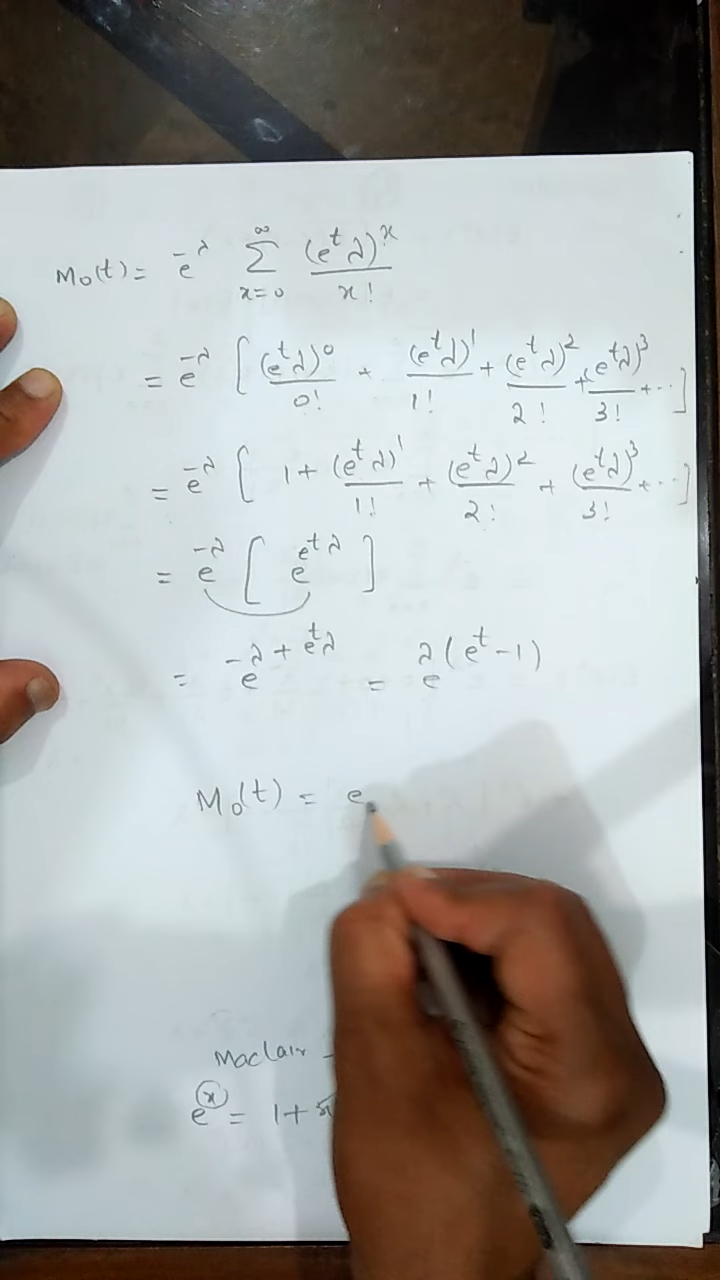 M₀(t) = e^-λ ∑_{x=0}^{∞} (e^t λ)^x / x!
= e^-λ [ (e^t λ)^0 / 0! + (e^t λ)^1 / 1! + (e^t λ)^2 / 2! + (e^t λ)^3 / 3! + ... ]
= e^-λ [ 1 + (e^t λ)^1 / 1! + (e^t λ)^2 / 2! + (e^t λ)^3 / 3! + ... ]
= e^-λ [ e^{e^t λ} ]
= e^{-λ + e^t λ} = e^{λ(e^t - 1)}
M₀(t) = e
Maclair
e^x = 1 + x